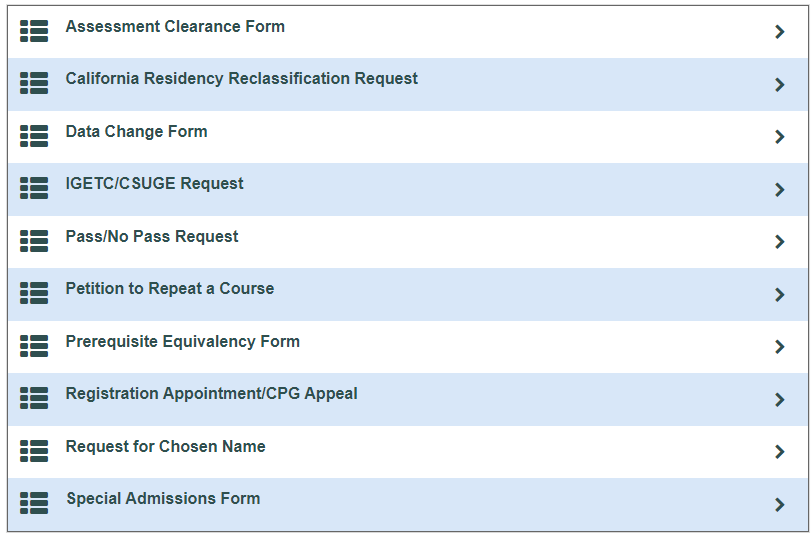 Assessment Clearance Form
California Residency Reclassification Request
Data Change Form
IGETC/CSUGE Request
Pass/No Pass Request
Petition to Repeat a Course
Prerequisite Equivalency Form
Registration Appointment/CPG Appeal
Request for Chosen Name
Special Admissions Form